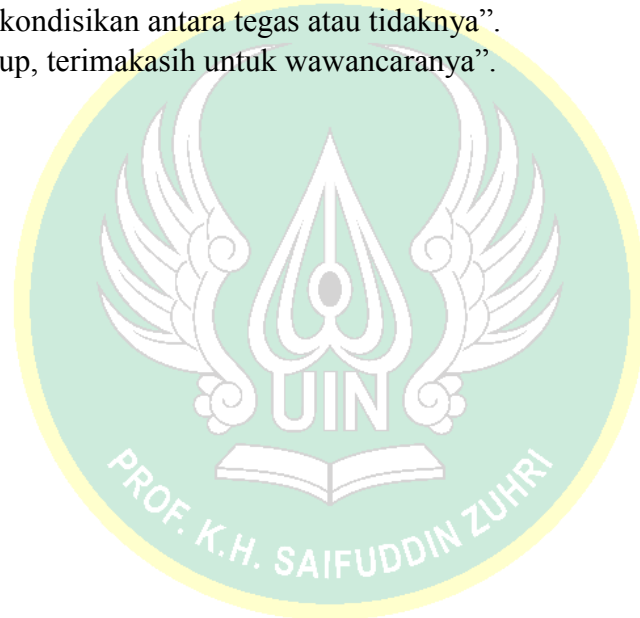 kondisikan antara tegas atau tidaknya”.
up, terimakasih untuk wawancaranya”.
UIN
PROF. K.H. SAIFUDDIN ZUHRI